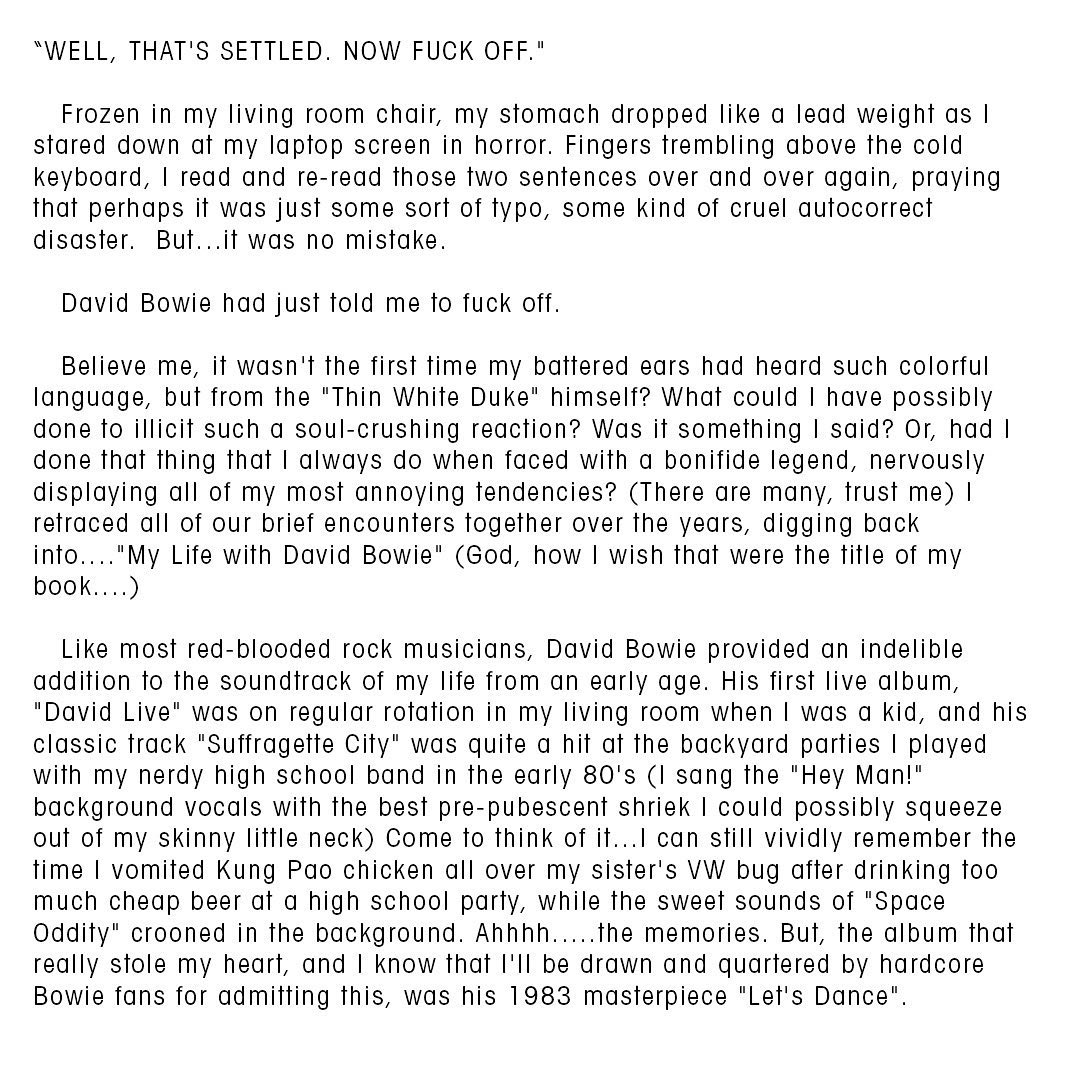 “WELL, THAT'S SETTLED. NOW FUCK OFF."
Frozen in my living room chair, my stomach dropped like a lead weight as I
stared down at my laptop screen in horror. Fingers trembling above the cold
keyboard, I read and re-read those two sentences over and over again, praying
that perhaps it was just some sort of typo, some kind of cruel autocorrect
disaster.  But...it was no mistake.
David Bowie had just told me to fuck off.
Believe me, it wasn't the first time my battered ears had heard such colorful
language, but from the "Thin White Duke" himself? What could I have possibly
done to illicit such a soul-crushing reaction? Was it something I said? Or, had I
done that thing that I always do when faced with a bonifide legend, nervously
displaying all of my most annoying tendencies? (There are many, trust me) I
retraced all of our brief encounters together over the years, digging back
into...."My Life with David Bowie" (God, how I wish that were the title of my
book....)
Like most red-blooded rock musicians, David Bowie provided an indelible
addition to the soundtrack of my life from an early age. His first live album,
"David Live" was on regular rotation in my living room when I was a kid, and his
classic track "Suffragette City" was quite a hit at the backyard parties I played
with my nerdy high school band in the early 80's (I sang the "Hey Man!"
background vocals with the best pre-pubescent shriek I could possibly squeeze
out of my skinny little neck) Come to think of it...I can still vividly remember the
time I vomited Kung Pao chicken all over my sister's VW bug after drinking too
much cheap beer at a high school party, while the sweet sounds of "Space
Oddity" crooned in the background. Ahhhh.....the memories. But, the album that
really stole my heart, and I know that I'll be drawn and quartered by hardcore
Bowie fans for admitting this, was his 1983 masterpiece "Let's Dance".